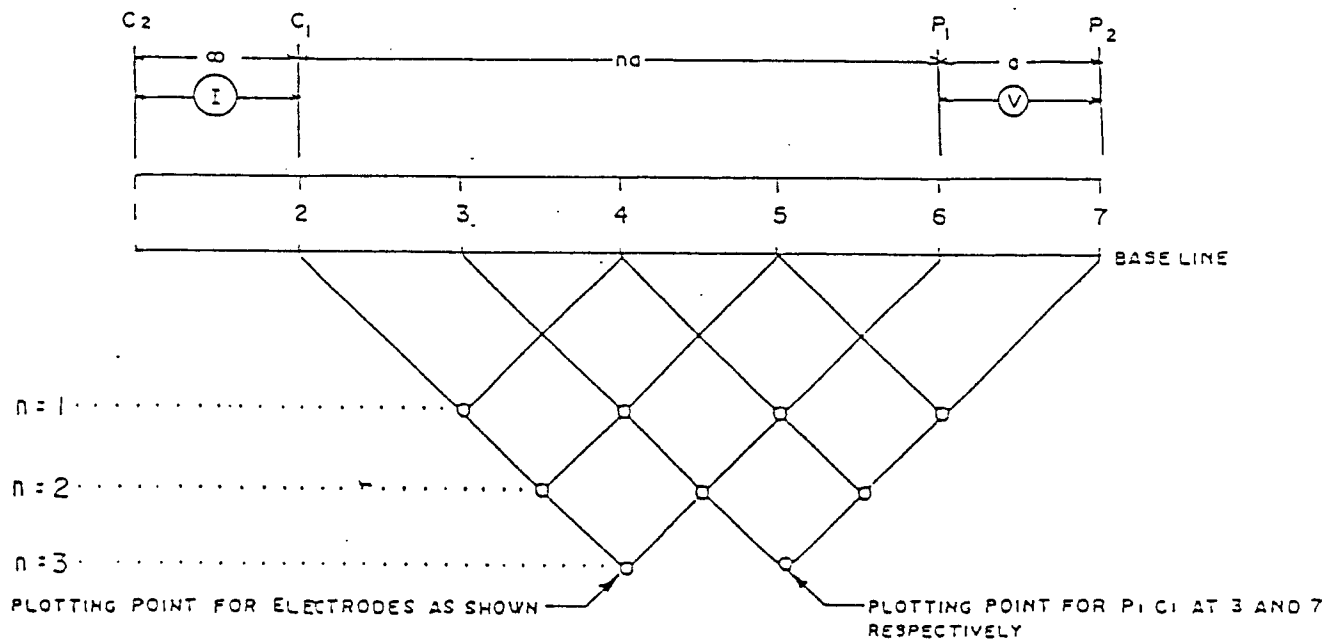 C₂ C₁ P₁ P₂
∞ na a
I V
1 2 3 4 5 6 7
BASE LINE
n=1
n=2
n=3
PLOTTING POINT FOR ELECTRODES AS SHOWN
PLOTTING POINT FOR P₁ C₁ AT 3 AND 7
RESPECTIVELY